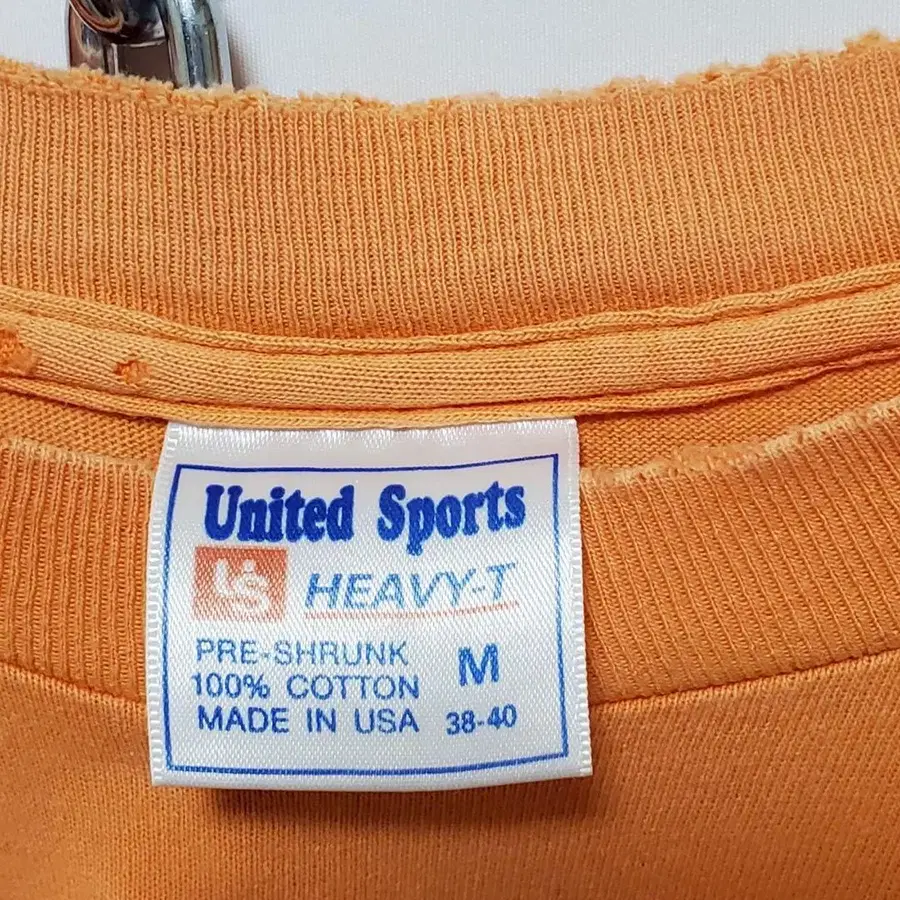 United Sports
US HEAVY-T
PRE-SHRUNK M
100% COTTON
MADE IN USA 38-40